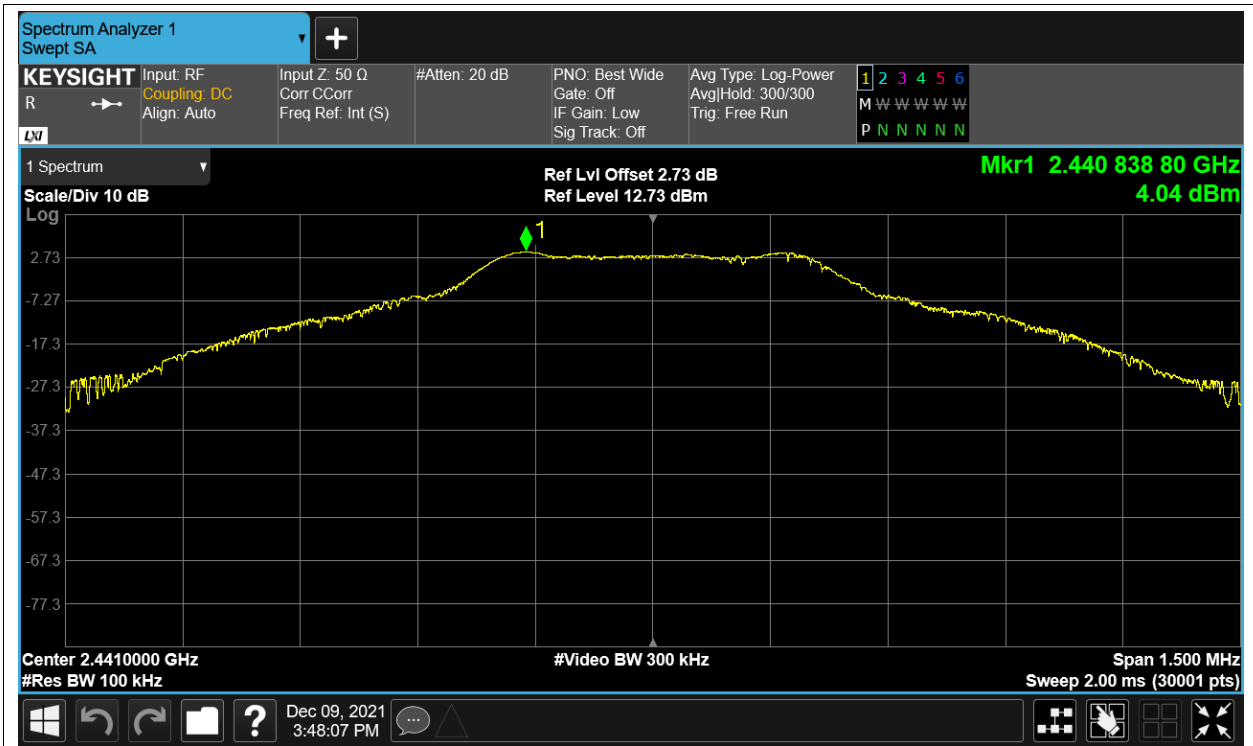 Spectrum Analyzer 1
Swept SA
KEYSIGHT
R
LXI
Input: RF
Coupling: DC
Align: Auto
Input Z: 50 Ω
Corr CCorr
Freq Ref: Int (S)
#Atten: 20 dB
PNO: Best Wide
Gate: Off
IF Gain: Low
Sig Track: Off
Avg Type: Log-Power
Avg|Hold: 300/300
Trig: Free Run
1 2 3 4 5 6
M W W W W W
P N N N N N
1 Spectrum
Scale/Div 10 dB
Log
Ref Lvl Offset 2.73 dB
Ref Level 12.73 dBm
Mkr1 2.440 838 80 GHz
4.04 dBm
1
2.73
-7.27
-17.3
-27.3
-37.3
-47.3
-57.3
-67.3
-77.3
Center 2.4410000 GHz
#Res BW 100 kHz
#Video BW 300 kHz
Span 1.500 MHz
Sweep 2.00 ms (30001 pts)
?
Dec 09, 2021
3:48:07 PM